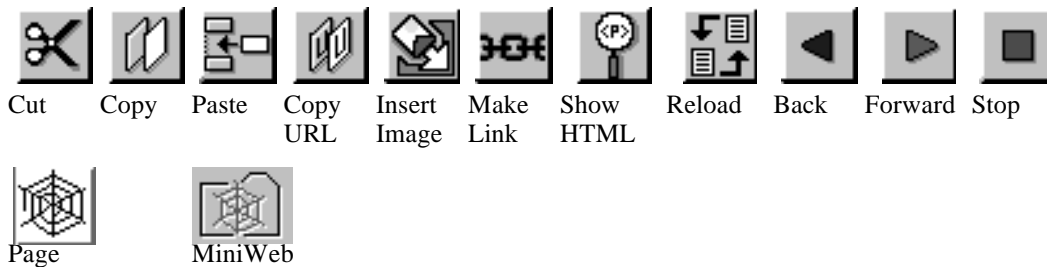 <P>
Cut Copy Paste Copy URL Insert Image Make Link Show HTML Reload Back Forward Stop
Page MiniWeb